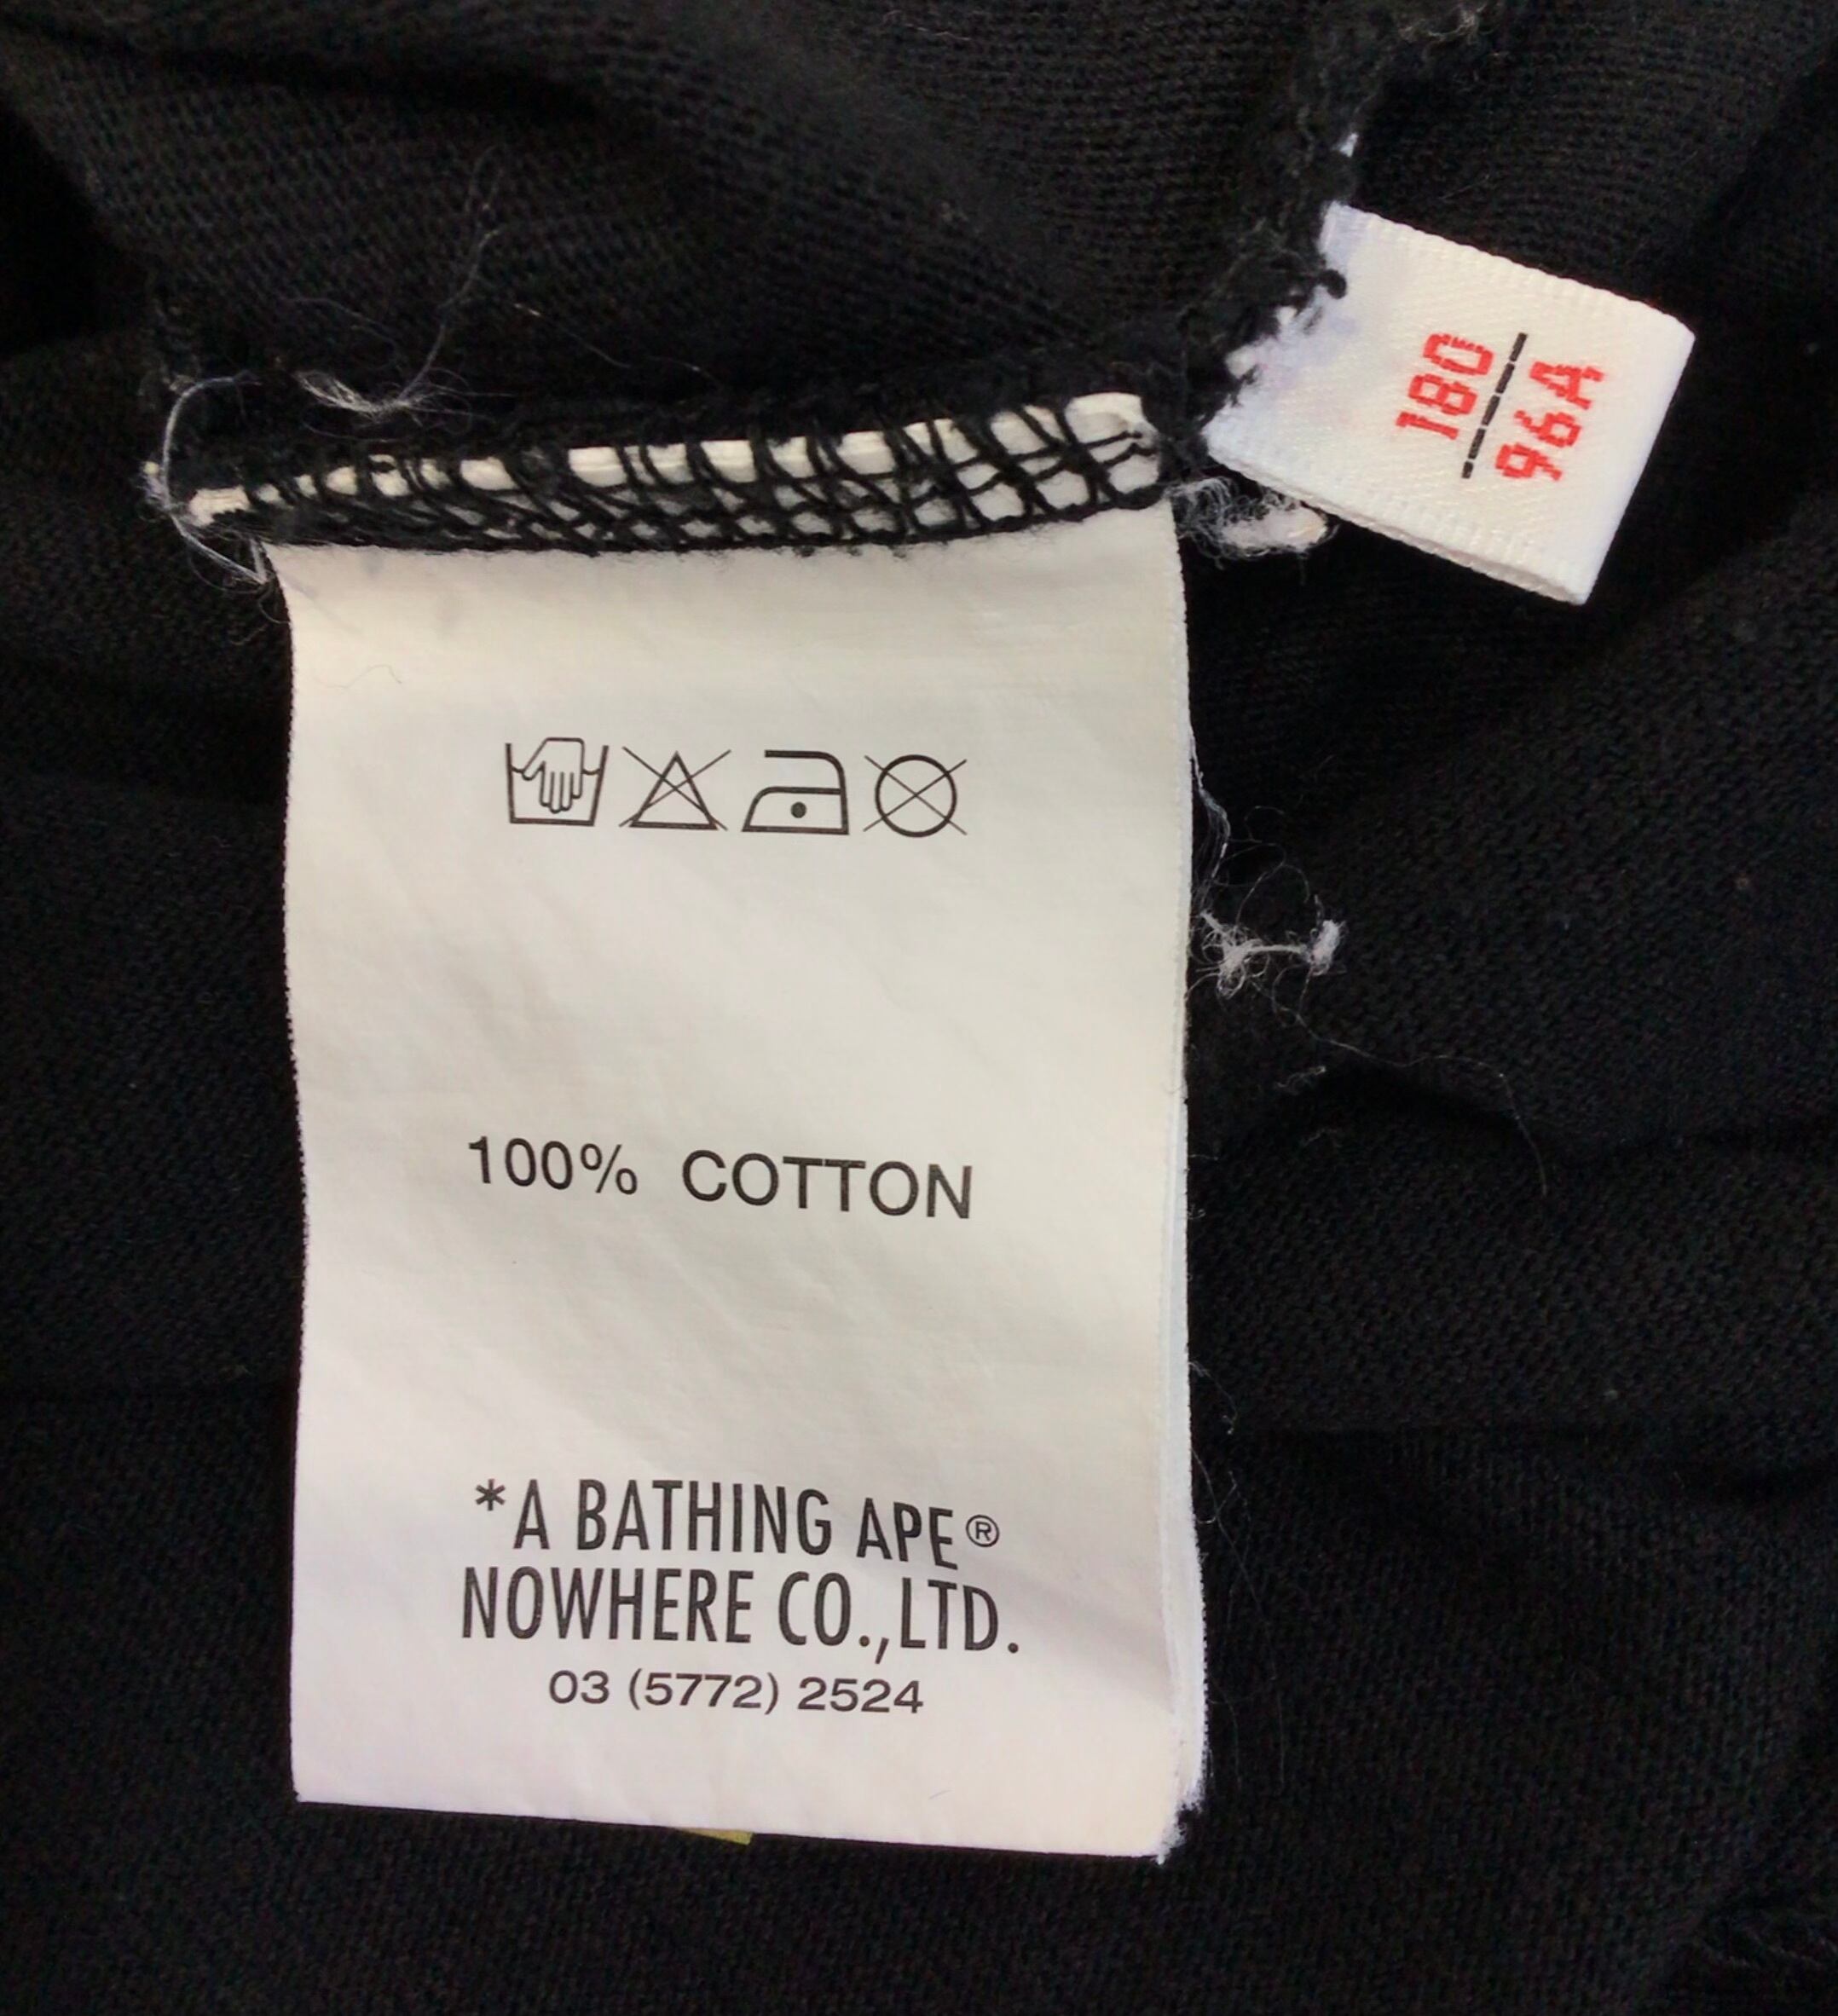 180
96A
100% COTTON
*A BATHING APE®
NOWHERE CO.,LTD.
03 (5772) 2524